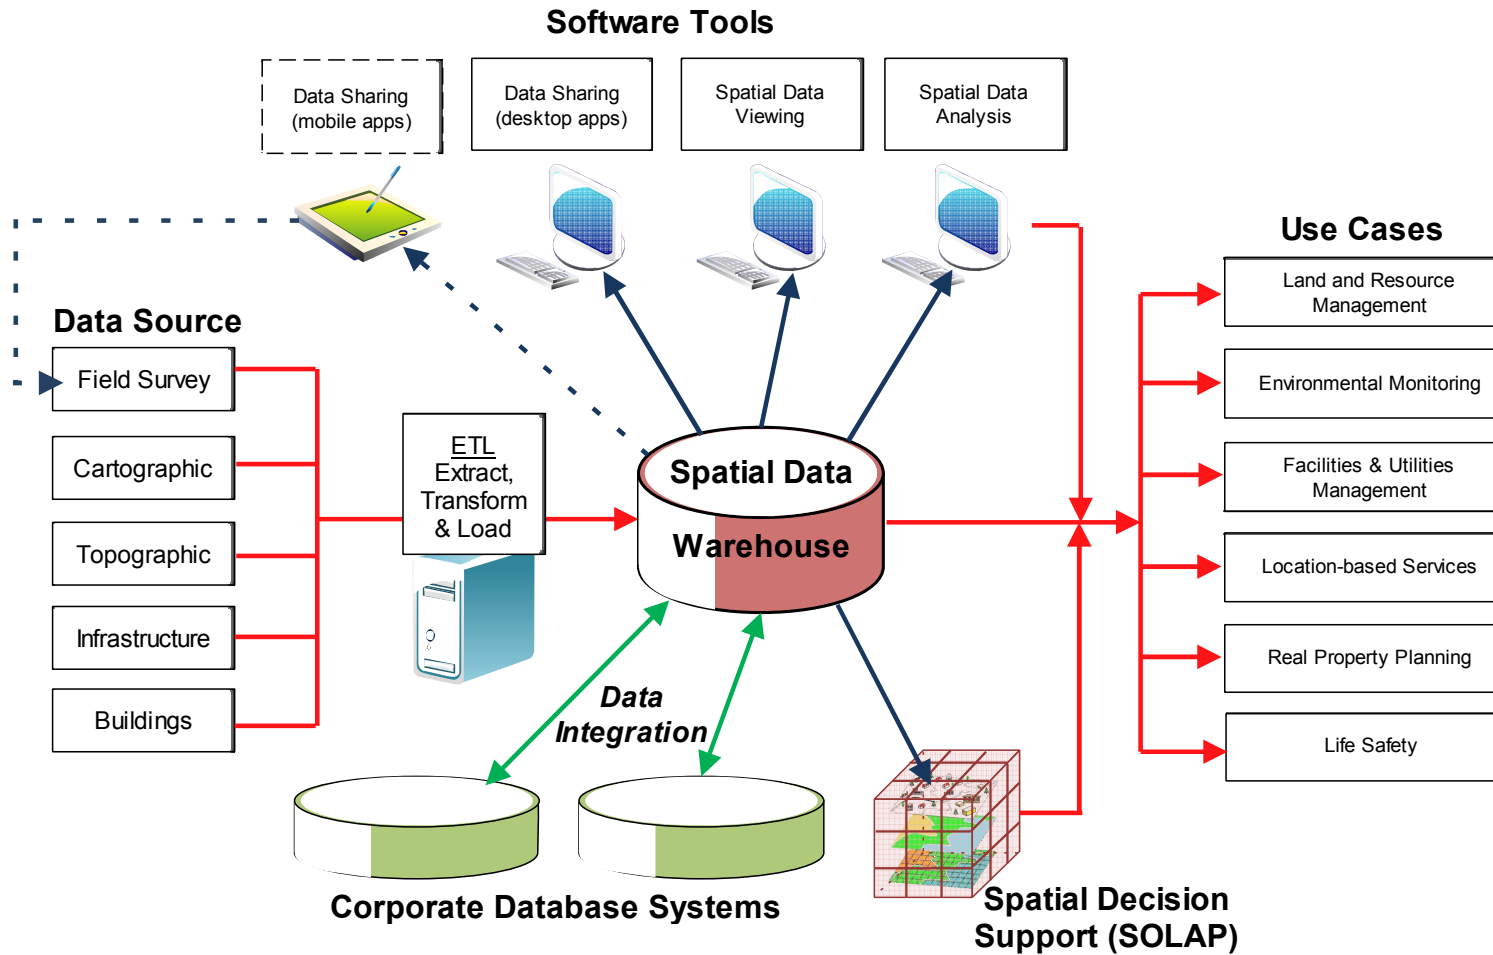 Software Tools
Data Sharing
(mobile apps)
Data Sharing
(desktop apps)
Spatial Data
Viewing
Spatial Data
Analysis
Use Cases
Land and Resource
Management
Environmental Monitoring
Facilities & Utilities
Management
Location-based Services
Real Property Planning
Life Safety
Data Source
Field Survey
Cartographic
Topographic
Infrastructure
Buildings
ETL
Extract,
Transform
& Load
Spatial Data
Warehouse
Data
Integration
Corporate Database Systems
Spatial Decision
Support (SOLAP)